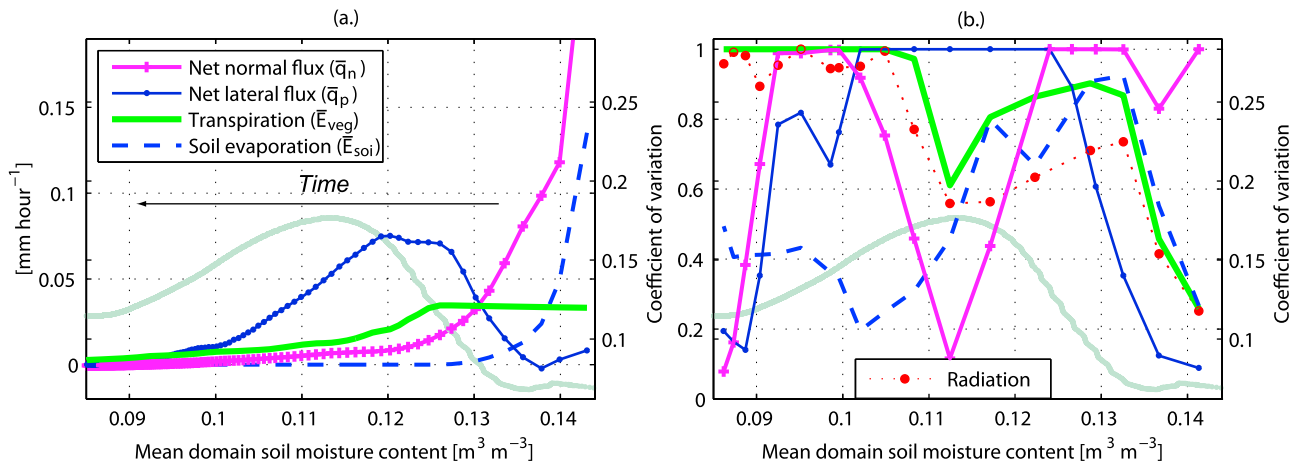 (a.)
Net normal flux (q̄n)
Net lateral flux (q̄p)
Transpiration (Ēveg)
Soil evaporation (Ēsoi)
Time
0.15
0.1
0.05
0
[mm hour⁻¹]
0.25
0.2
0.15
0.1
Coefficient of variation
0.09 0.1 0.11 0.12 0.13 0.14
Mean domain soil moisture content [m³ m⁻³]
(b.)
1
0.8
0.6
0.4
0.2
0
0.25
0.2
0.15
0.1
Coefficient of variation
Radiation
0.09 0.1 0.11 0.12 0.13 0.14
Mean domain soil moisture content [m³ m⁻³]